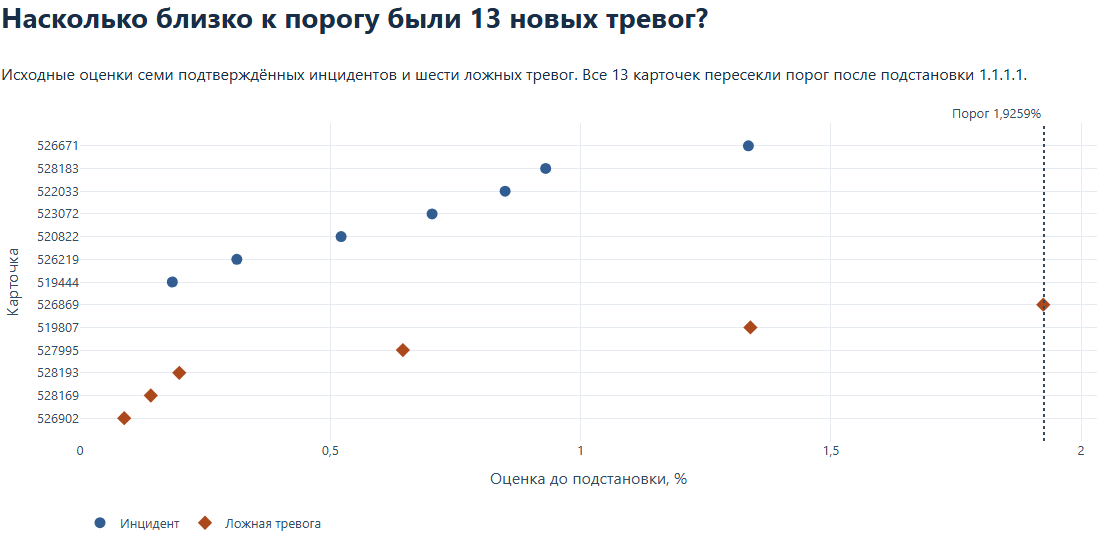 Насколько близко к порогу были 13 новых тревог?
Исходные оценки семи подтверждённых инцидентов и шести ложных тревог. Все 13 карточек пересекли порог после подстановки 1.1.1.1.
Порог 1,9259%
Карточка
526671
528183
522033
523072
520822
526219
519444
526869
519807
527995
528193
528169
526902
0 0,5 1 1,5 2
Оценка до подстановки, %
Инцидент Ложная тревога